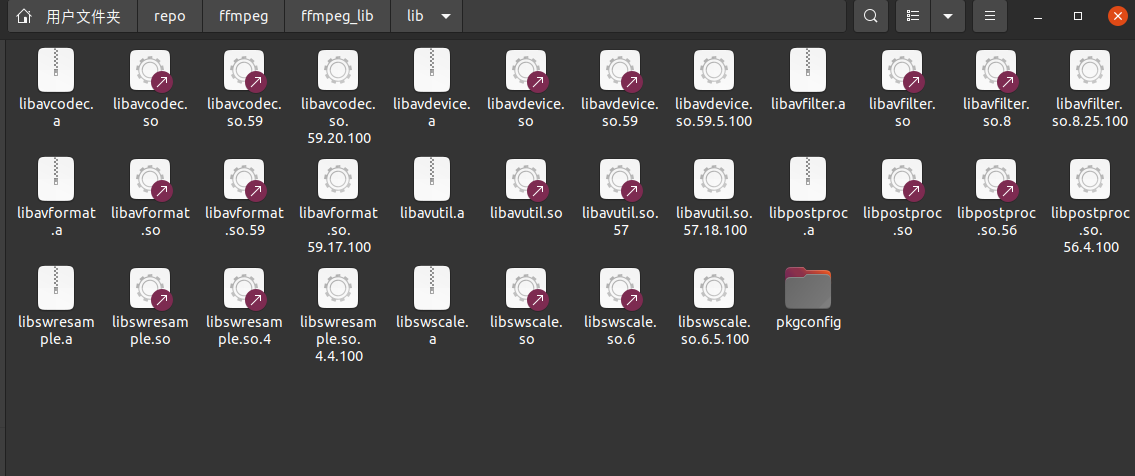 用户文件夹 repo ffmpeg ffmpeg_lib lib
libavcodec.a libavcodec.so libavcodec.so.59 libavcodec.so.59.20.100 libavdevice.a libavdevice.so libavdevice.so.59 libavdevice.so.59.5.100 libavfilter.a libavfilter.so libavfilter.so.8 libavfilter.so.8.25.100
libavformat.a libavformat.so libavformat.so.59 libavformat.so.59.17.100 libavutil.a libavutil.so libavutil.so.57 libavutil.so.57.18.100 libpostproc.a libpostproc.so libpostproc.so.56 libpostproc.so.56.4.100
libswresample.a libswresample.so libswresample.so.4 libswresample.so.4.4.100 libswscale.a libswscale.so libswscale.so.6 libswscale.so.6.5.100 pkgconfig